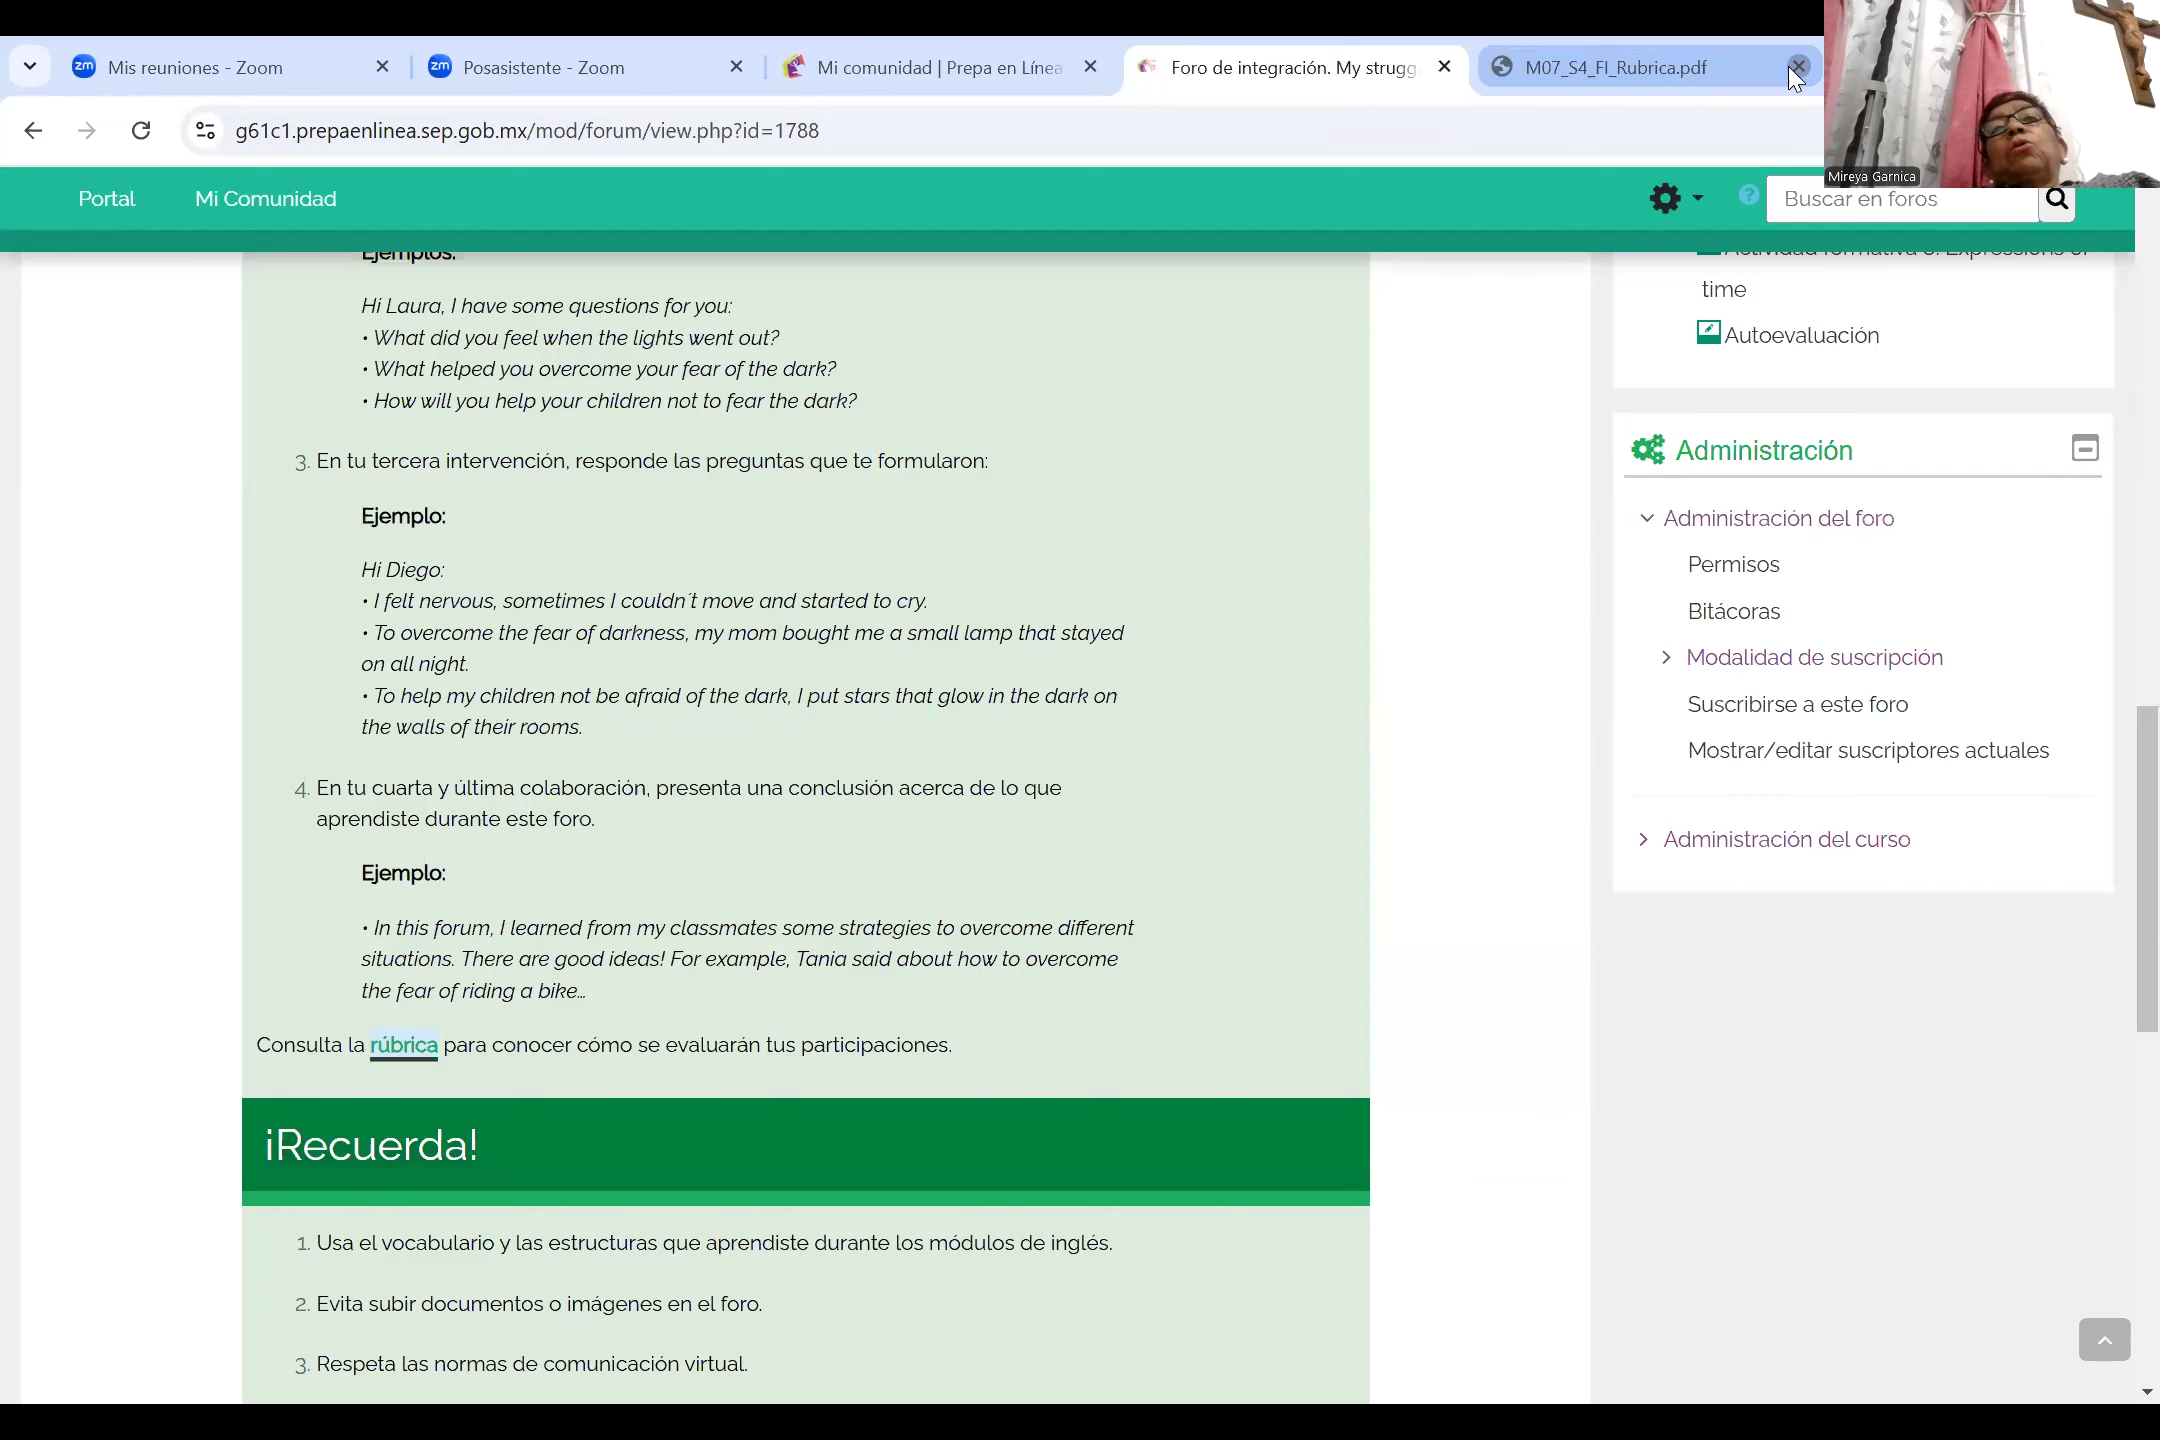 Mis reuniones - Zoom
Posasistente - Zoom
Mi comunidad | Prepa en Línea
Foro de integración. My strugg
M07_S4_FI_Rubrica.pdf
g61c1.prepaenlinea.sep.gob.mx/mod/forum/view.php?id=1788
Mireya Garnica
Portal
Mi Comunidad
Buscar en foros
Ejemplos:
Hi Laura, I have some questions for you:
• What did you feel when the lights went out?
• What helped you overcome your fear of the dark?
• How will you help your children not to fear the dark?
3. En tu tercera intervención, responde las preguntas que te formularon:
Ejemplo:
Hi Diego:
• I felt nervous, sometimes I couldn´t move and started to cry.
• To overcome the fear of darkness, my mom bought me a small lamp that stayed
on all night.
• To help my children not be afraid of the dark, I put stars that glow in the dark on
the walls of their rooms.
4. En tu cuarta y última colaboración, presenta una conclusión acerca de lo que
aprendiste durante este foro.
Ejemplo:
• In this forum, I learned from my classmates some strategies to overcome different
situations. There are good ideas! For example, Tania said about how to overcome
the fear of riding a bike…
Consulta la rúbrica para conocer cómo se evaluarán tus participaciones.
¡Recuerda!
1. Usa el vocabulario y las estructuras que aprendiste durante los módulos de inglés.
2. Evita subir documentos o imágenes en el foro.
3. Respeta las normas de comunicación virtual.
Actividad formativa 3. Expressions of
time
Autoevaluación
Administración
Administración del foro
Permisos
Bitácoras
Modalidad de suscripción
Suscribirse a este foro
Mostrar/editar suscriptores actuales
Administración del curso